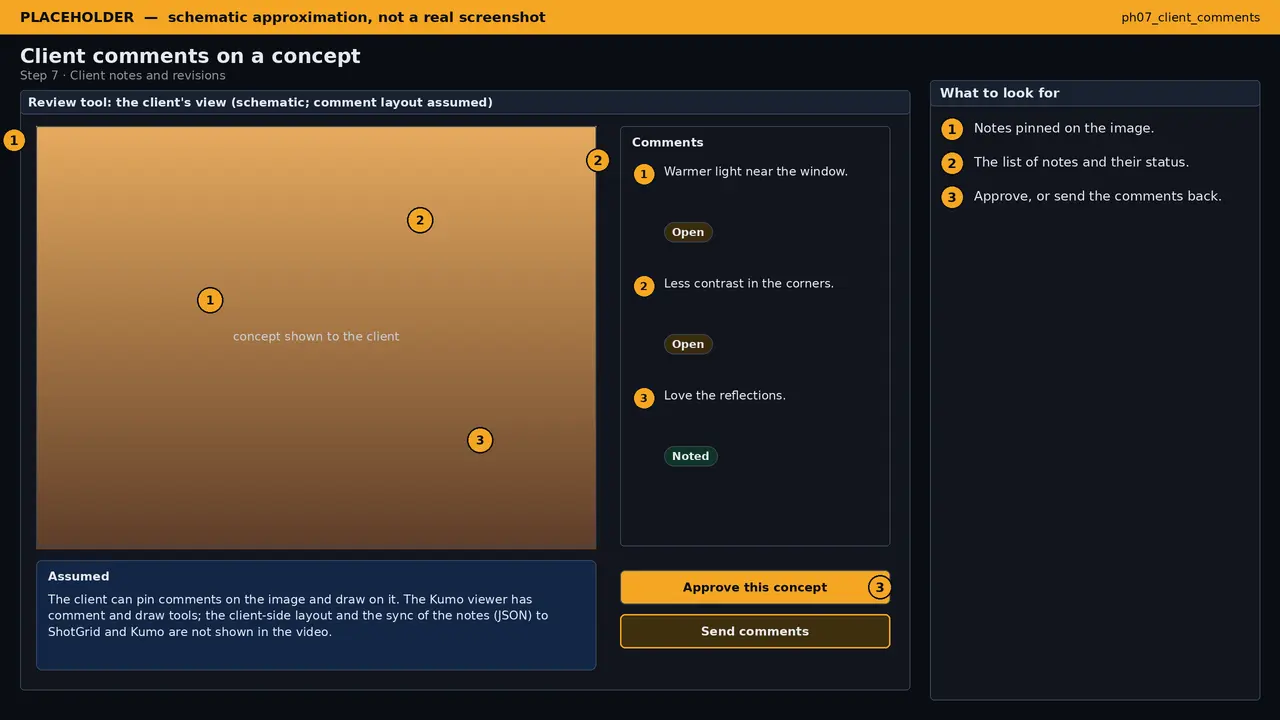 PLACEHOLDER — schematic approximation, not a real screenshot
ph07_client_comments
Client comments on a concept
Step 7 · Client notes and revisions
Review tool: the client's view (schematic; comment layout assumed)
1
2
2
1
concept shown to the client
3
Comments
1 Warmer light near the window.
Open
2 Less contrast in the corners.
Open
3 Love the reflections.
Noted
Assumed
The client can pin comments on the image and draw on it. The Kumo viewer has
comment and draw tools; the client-side layout and the sync of the notes (JSON) to
ShotGrid and Kumo are not shown in the video.
Approve this concept 3
Send comments
What to look for
1 Notes pinned on the image.
2 The list of notes and their status.
3 Approve, or send the comments back.